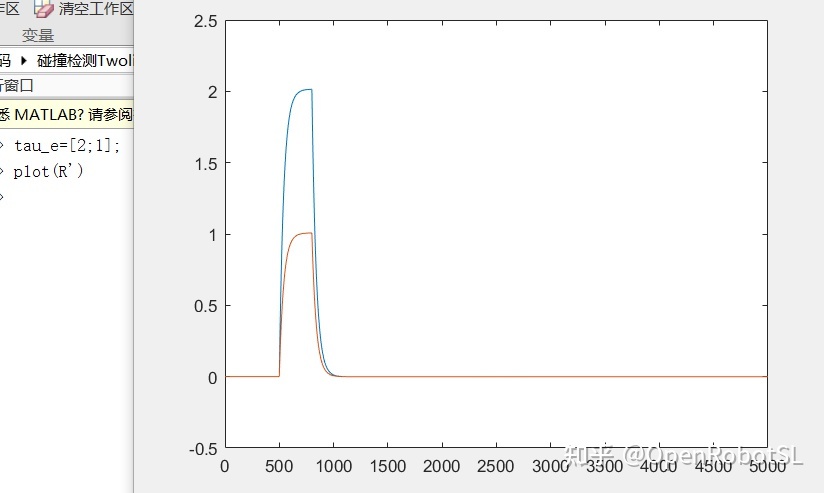 作区 清空工作区
变量
码 ▶ 碰撞检测Twoli
行窗口
悉 MATLAB? 请参阅
> tau_e=[2;1];
> plot(R')
>
2.5
2
1.5
1
0.5
0
-0.5
0 500 1000 1500 2000 2500 3000 3500 4000 4500 5000
知乎 @OpenRobotSL